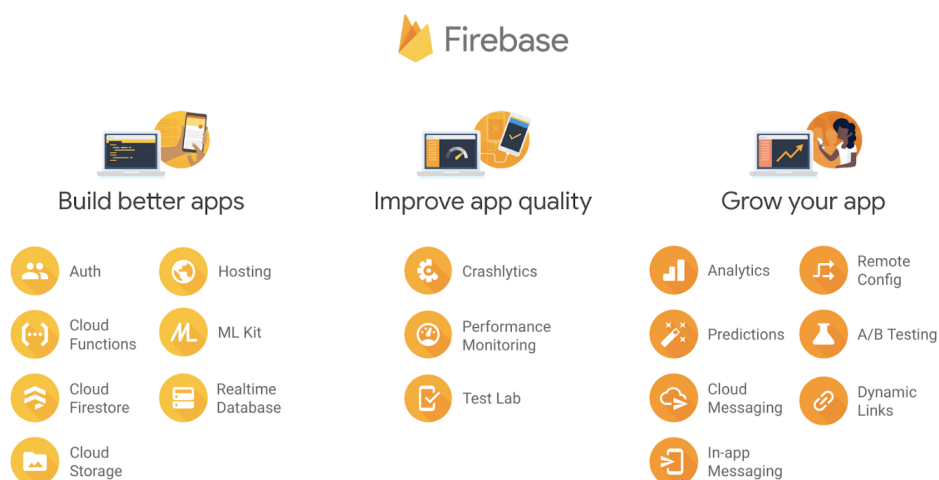 Firebase
Build better apps
Auth
Hosting
Cloud
Functions
ML Kit
Cloud
Firestore
Realtime
Database
Cloud
Storage
Improve app quality
Crashlytics
Performance
Monitoring
Test Lab
Grow your app
Analytics
Remote
Config
Predictions
A/B Testing
Cloud
Messaging
Dynamic
Links
In-app
Messaging